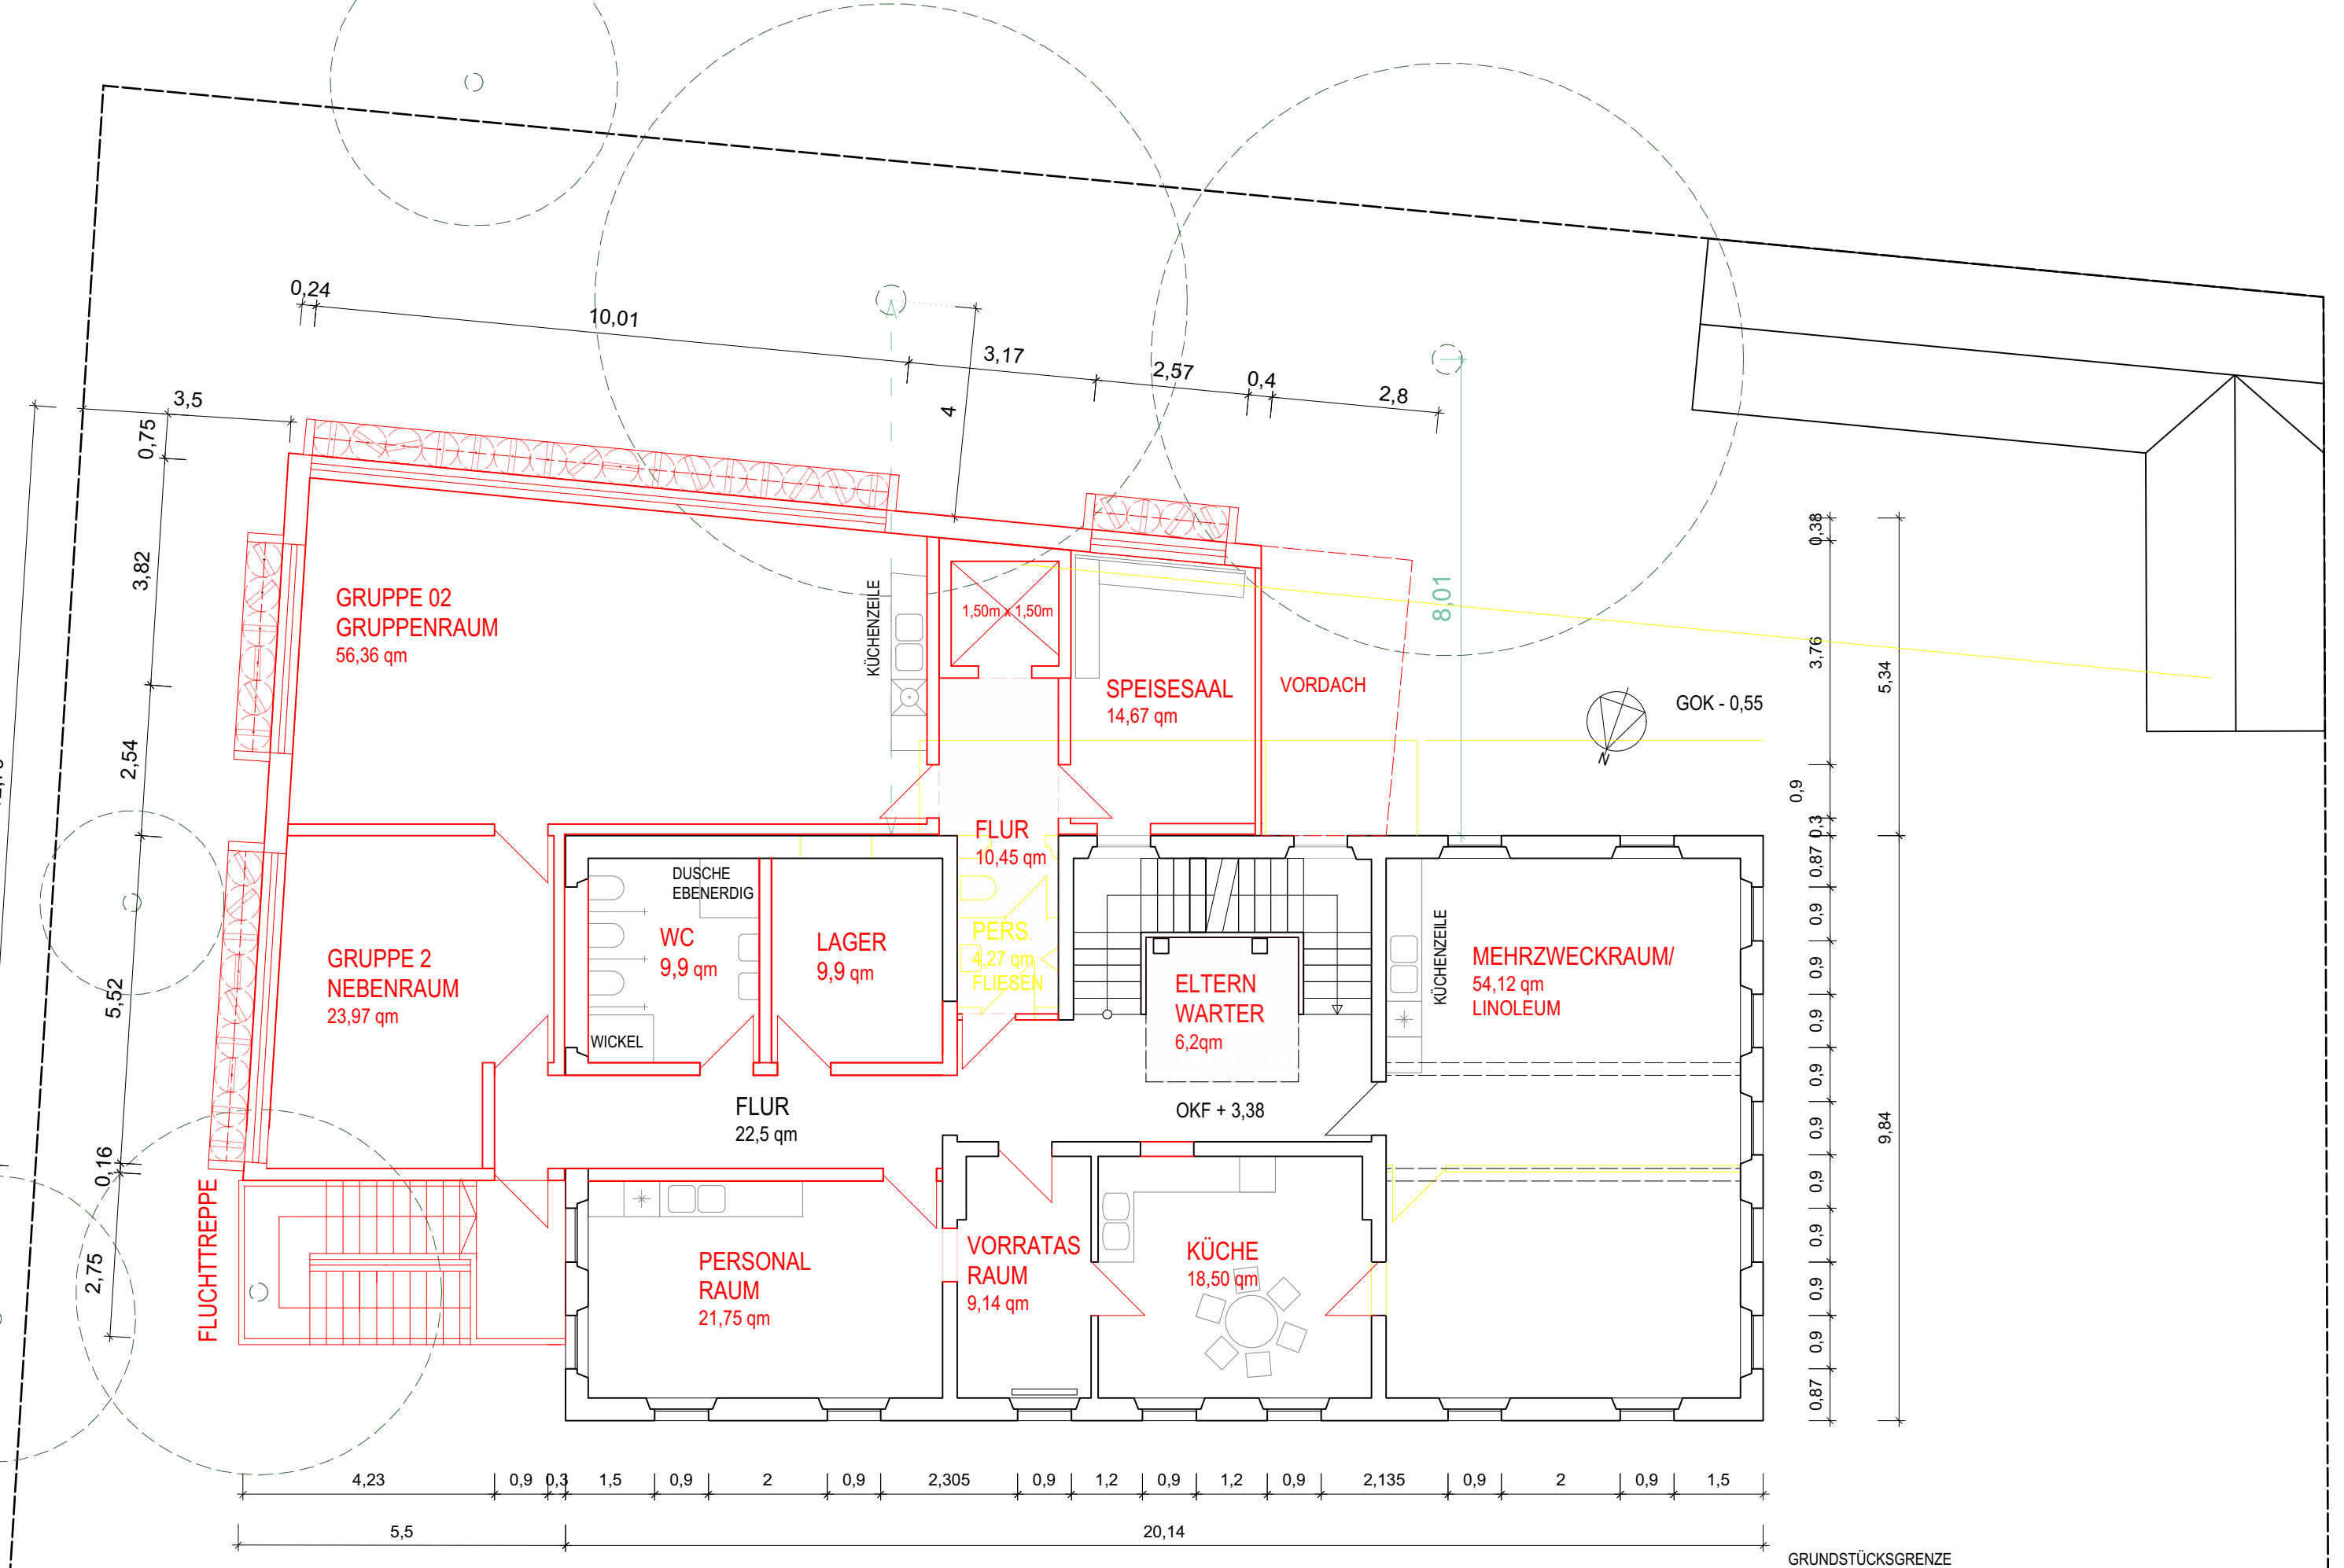 0,24
10,01
3,17
2,57
0,4
2,8
4
3,5
0,75
3,82
2,54
5,52
0,16
2,75
8,01
GRUPPE 02
GRUPPENRAUM
56,36 qm
KÜCHENZEILE
1,50m x 1,50m
SPEISESAAL
14,67 qm
VORDACH
GOK - 0,55
N
0,38
3,76
5,34
0,9
0,3
0,87
0,9
0,9
0,9
0,9
0,9
0,9
0,9
0,9
0,9
0,87
9,84
FLUR
10,45 qm
DUSCHE
EBENERDIG
WC
9,9 qm
WICKEL
LAGER
9,9 qm
PERS.
4,27 qm
FLIESEN
ELTERN
WARTER
6,2qm
KÜCHENZEILE
MEHRZWECKRAUM/
54,12 qm
LINOLEUM
GRUPPE 2
NEBENRAUM
23,97 qm
FLUR
22,5 qm
OKF + 3,38
FLUCHTTREPPE
PERSONAL
RAUM
21,75 qm
VORRATAS
RAUM
9,14 qm
KÜCHE
18,50 qm
4,23
0,9
0,3
1,5
0,9
2
0,9
2,305
0,9
1,2
0,9
1,2
0,9
2,135
0,9
2
0,9
1,5
5,5
20,14
GRUNDSTÜCKSGRENZE